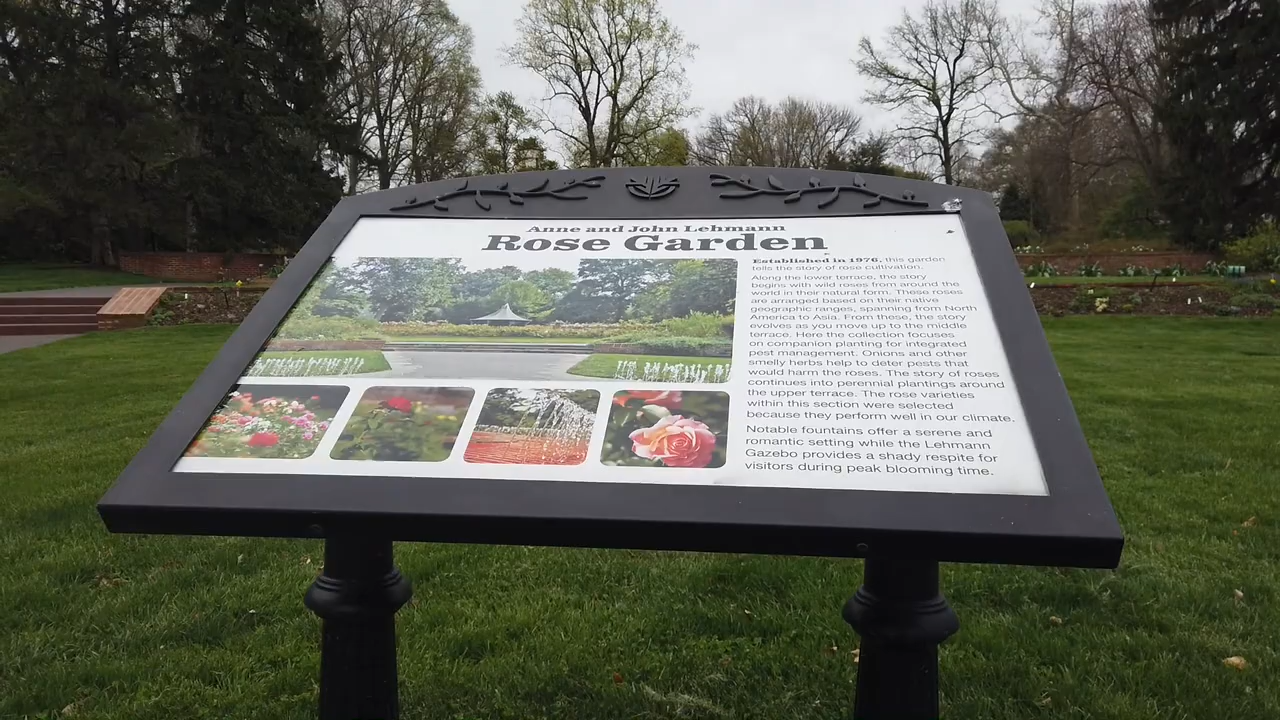 Anne and John Lehmann
Rose Garden
Established in 1976, this garden
tells the story of rose cultivation.
Along the lower terrace, the story
begins with wild roses from around the
world in their natural form. These roses
are arranged based on their native
geographic ranges, spanning from North
America to Asia. From these, the story
evolves as you move up to the middle
terrace. Here the collection focuses
on companion planting for integrated
pest management. Onions and other
smelly herbs help to deter pests that
would harm the roses. The story of roses
continues into perennial plantings around
the upper terrace. The rose varieties
within this section were selected
because they perform well in our climate.
Notable fountains offer a serene and
romantic setting while the Lehmann
Gazebo provides a shady respite for
visitors during peak blooming time.